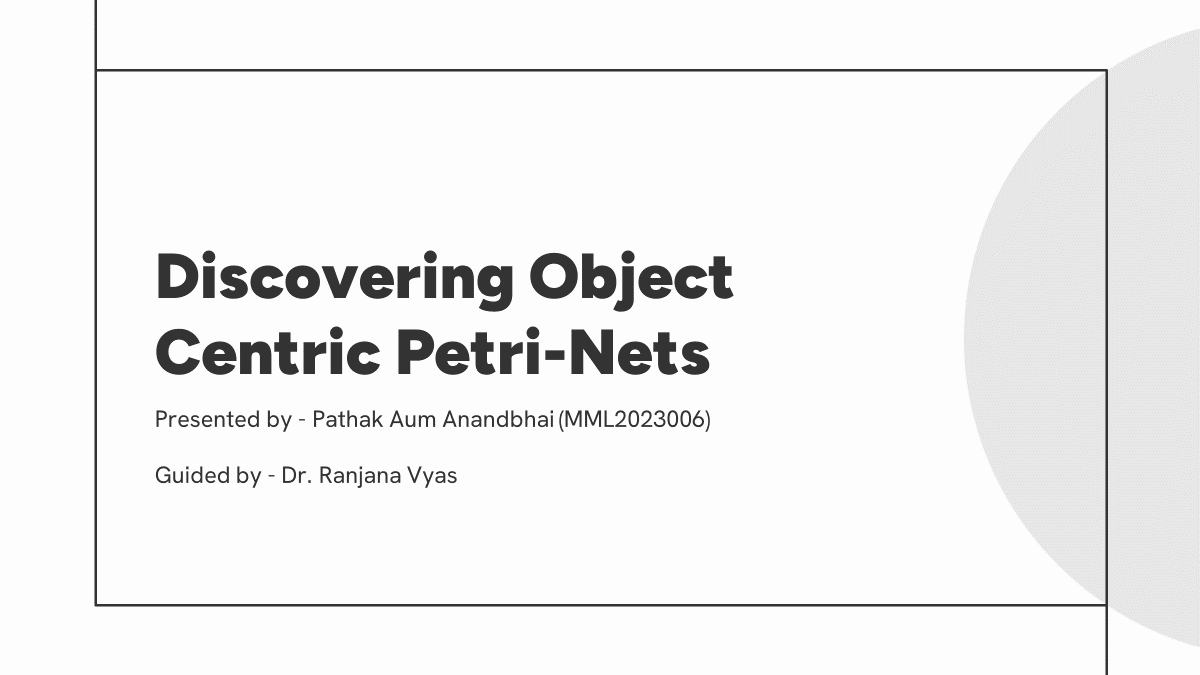 Discovering Object
Centric Petri-Nets
Presented by - Pathak Aum Anandbhai (MML2023006)
Guided by - Dr. Ranjana Vyas